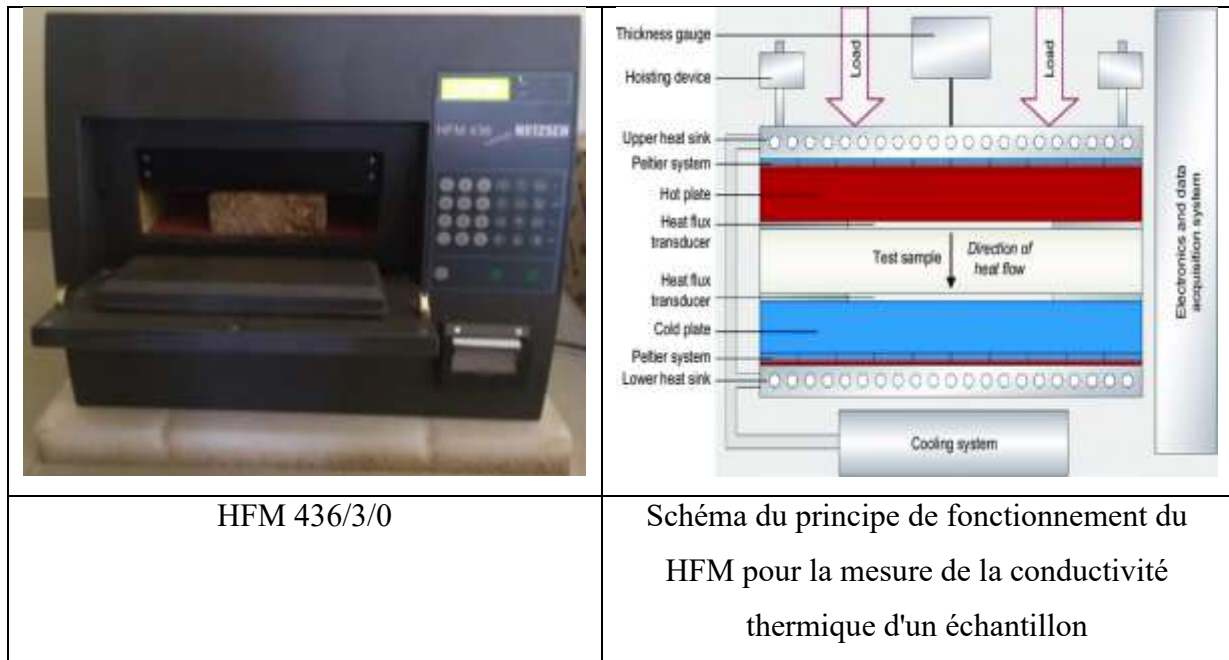 HFM 436 NETZSCH
Thickness gauge
Load
Load
Hoisting device
Upper heat sink
Peltier system
Hot plate
Heat flux
transducer
Test sample
Direction of
heat flow
Heat flux
transducer
Cold plate
Peltier system
Lower heat sink
Cooling system
Electronics and data
acquisition system
HFM 436/3/0
Schéma du principe de fonctionnement du
HFM pour la mesure de la conductivité
thermique d'un échantillon